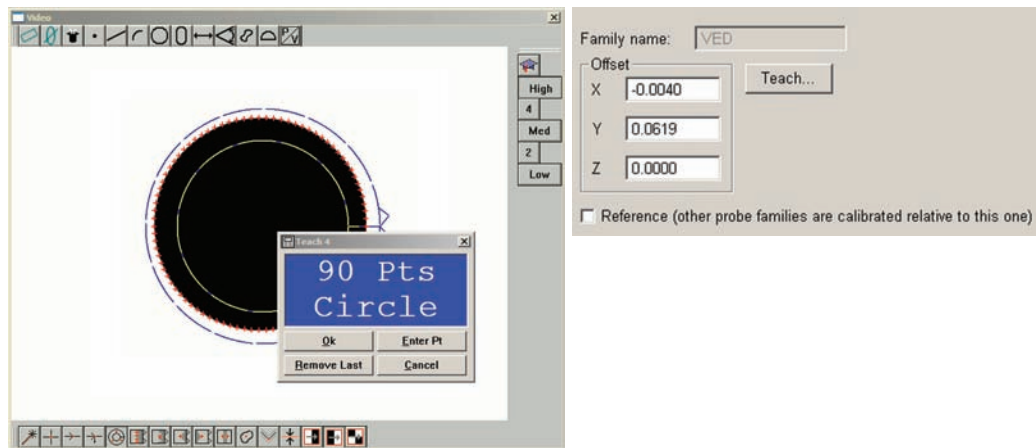 Video
P/V
High
4
Med
2
Low
Teach 4
90 Pts
Circle
Ok
Enter Pt
Remove Last
Cancel
Family name: VED
Offset
X -0.0040
Teach...
Y 0.0619
Z 0.0000
Reference (other probe families are calibrated relative to this one)